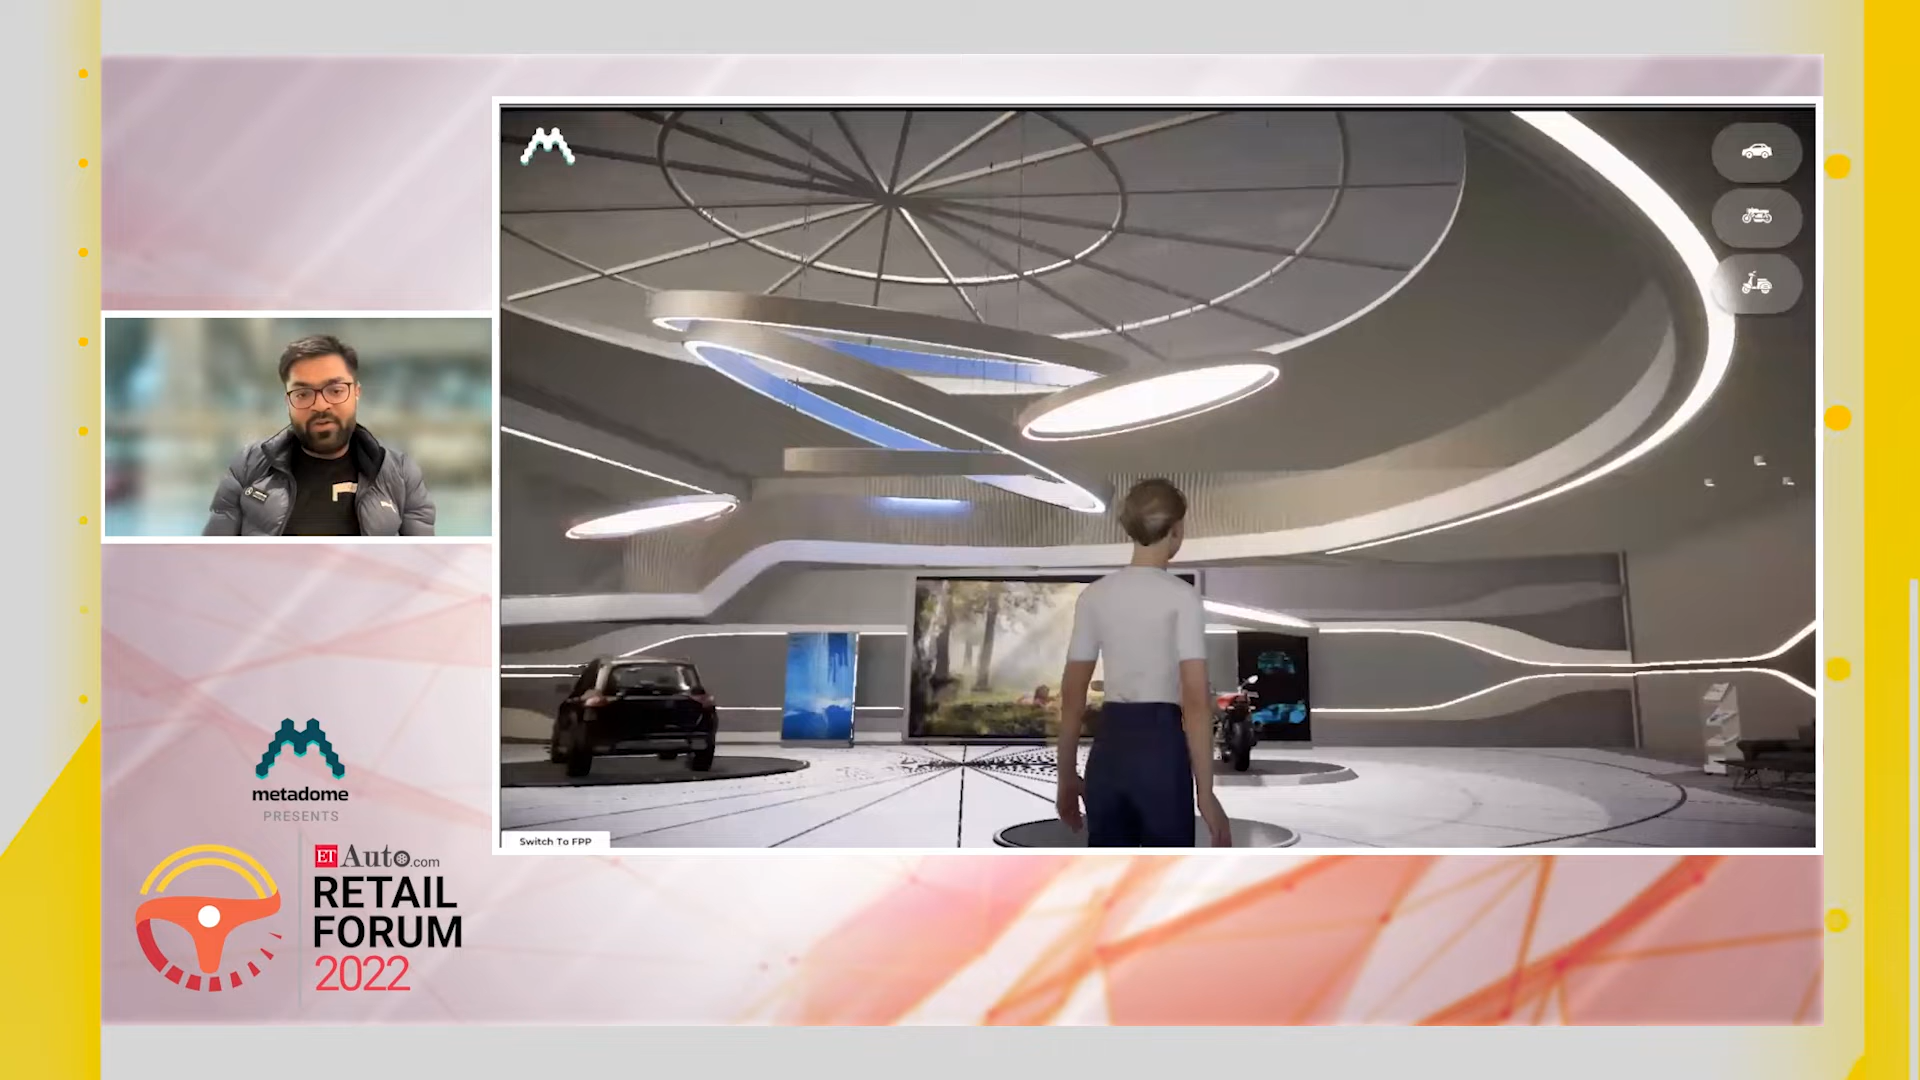 Switch To FPP
metadome
PRESENTS
ET Auto.com
RETAIL
FORUM
2022